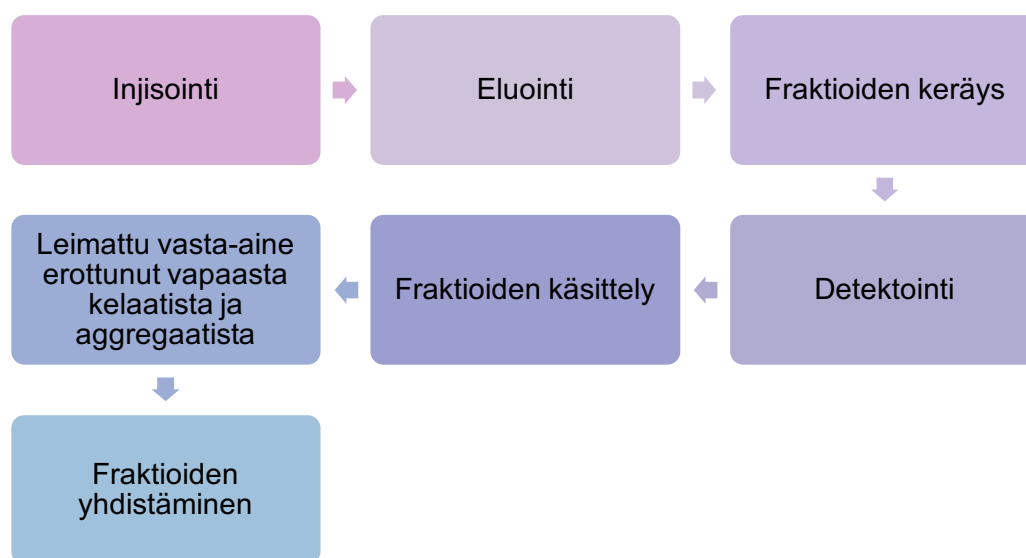 Injisointi
Eluointi
Fraktioiden keräys
Detektointi
Fraktioiden käsittely
Leimattu vasta-aine
erottunut vapaasta
kelaatista ja
aggregaatista
Fraktioiden
yhdistäminen